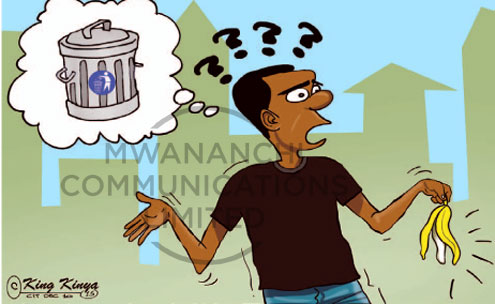 ? ? ? ?
MWANANCHI
COMMUNICATIONS
LIMITED
© King Kinya